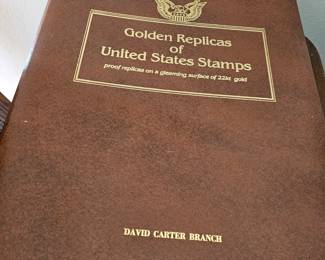 Golden Replicas
of
United States Stamps
proof replicas on a gleaming surface of 22kt gold
DAVID CARTER BRANCH